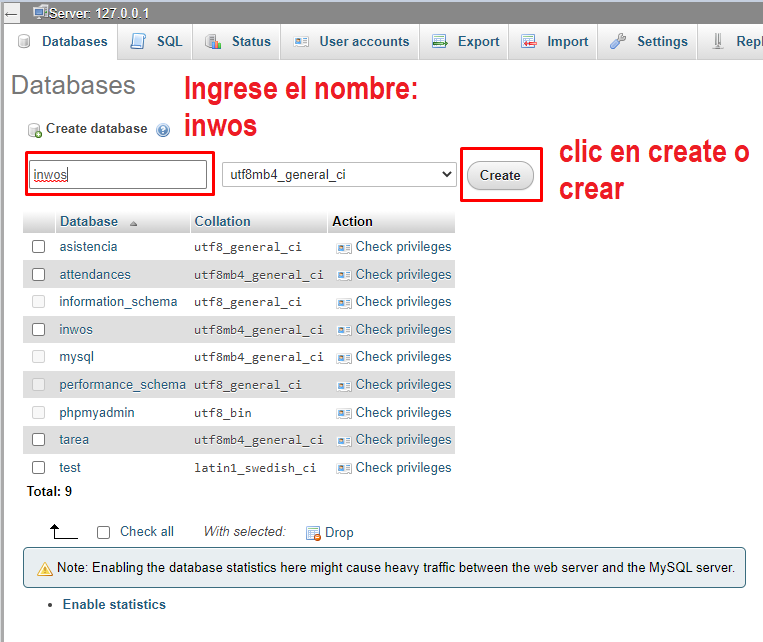 Server: 127.0.0.1
Databases SQL Status User accounts Export Import Settings Repl
Databases
Ingrese el nombre:
inwos
Create database
inwos utf8mb4_general_ci Create
clic en create o
crear
Database Collation Action
asistencia utf8_general_ci Check privileges
attendances utf8mb4_general_ci Check privileges
information_schema utf8_general_ci Check privileges
inwos utf8mb4_general_ci Check privileges
mysql utf8mb4_general_ci Check privileges
performance_schema utf8_general_ci Check privileges
phpmyadmin utf8_bin Check privileges
tarea utf8mb4_general_ci Check privileges
test latin1_swedish_ci Check privileges
Total: 9
Check all With selected: Drop
Note: Enabling the database statistics here might cause heavy traffic between the web server and the MySQL server.
• Enable statistics